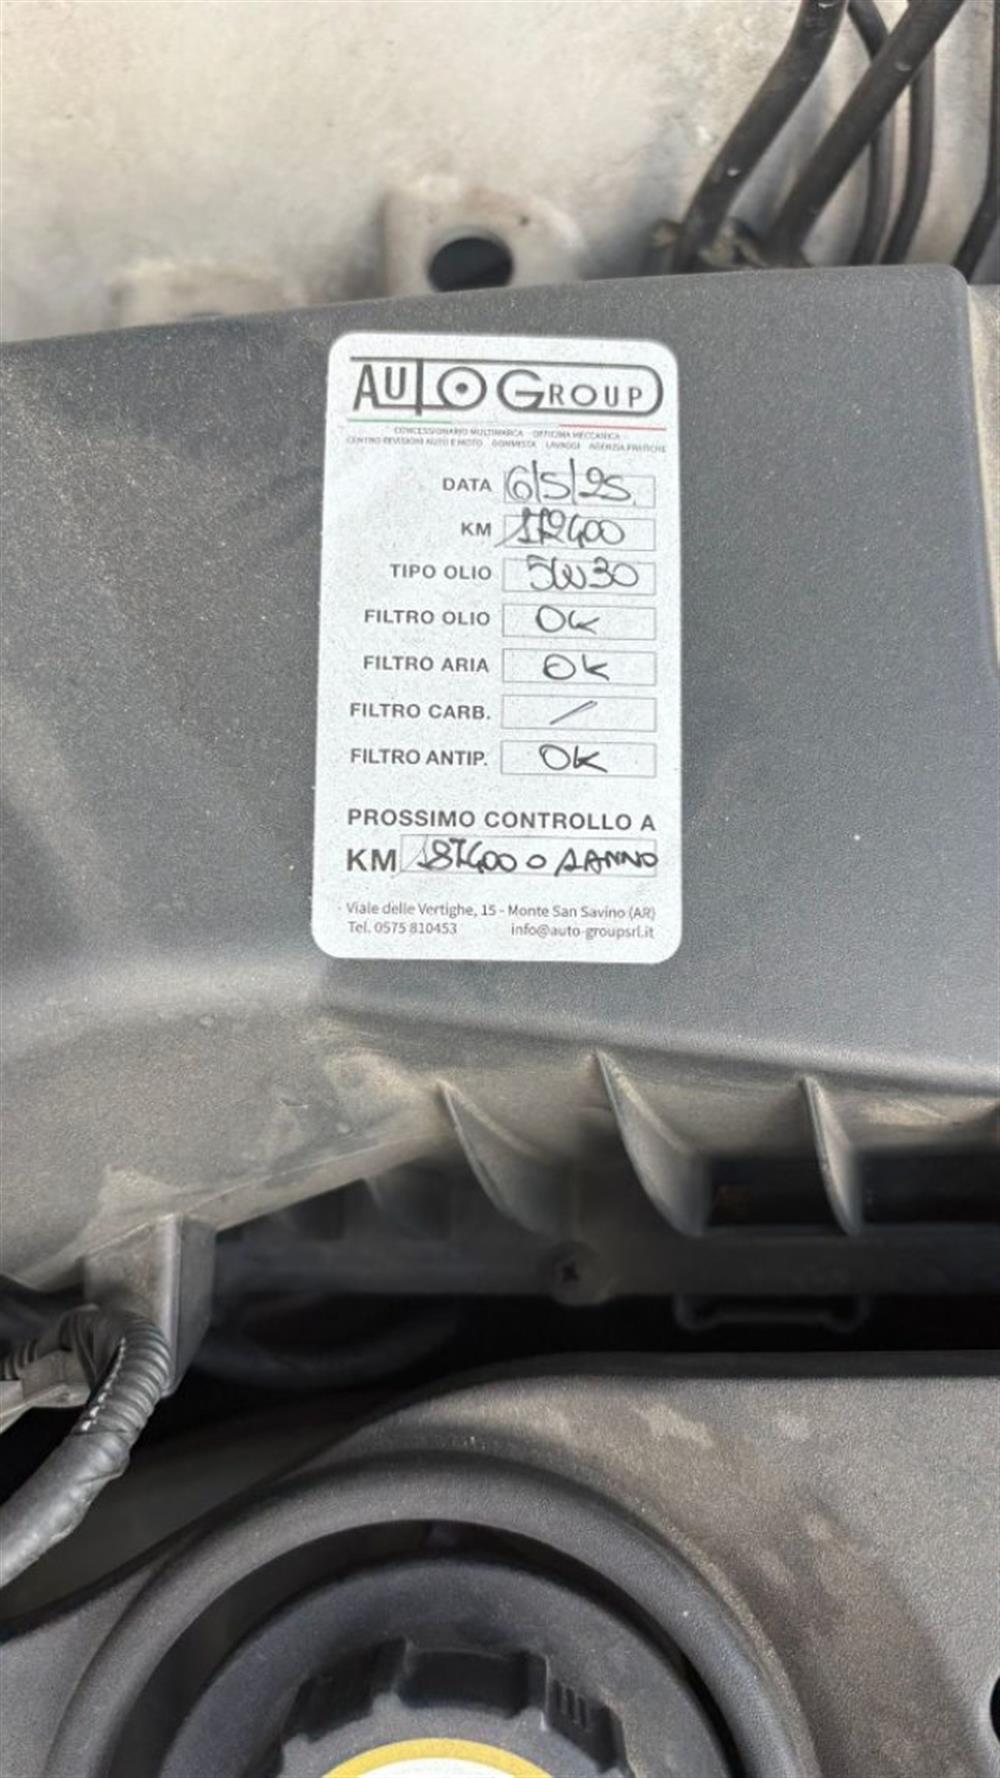 AUTO GROUP
CONCESSIONARIO MULTIMARCA OFFICINA MECCANICA
CENTRO REVISIONI AUTO E MOTO GOMMISTA LAVAGGI AGENZIA PRATICHE
DATA 6/5/25
KM 172400
TIPO OLIO 5W30
FILTRO OLIO OK
FILTRO ARIA OK
FILTRO CARB. /
FILTRO ANTIP. OK
PROSSIMO CONTROLLO A
KM 187400 O 1 ANNO
Viale delle Vertighe, 15 - Monte San Savino (AR)
Tel. 0575 810453 info@auto-groupsrl.it